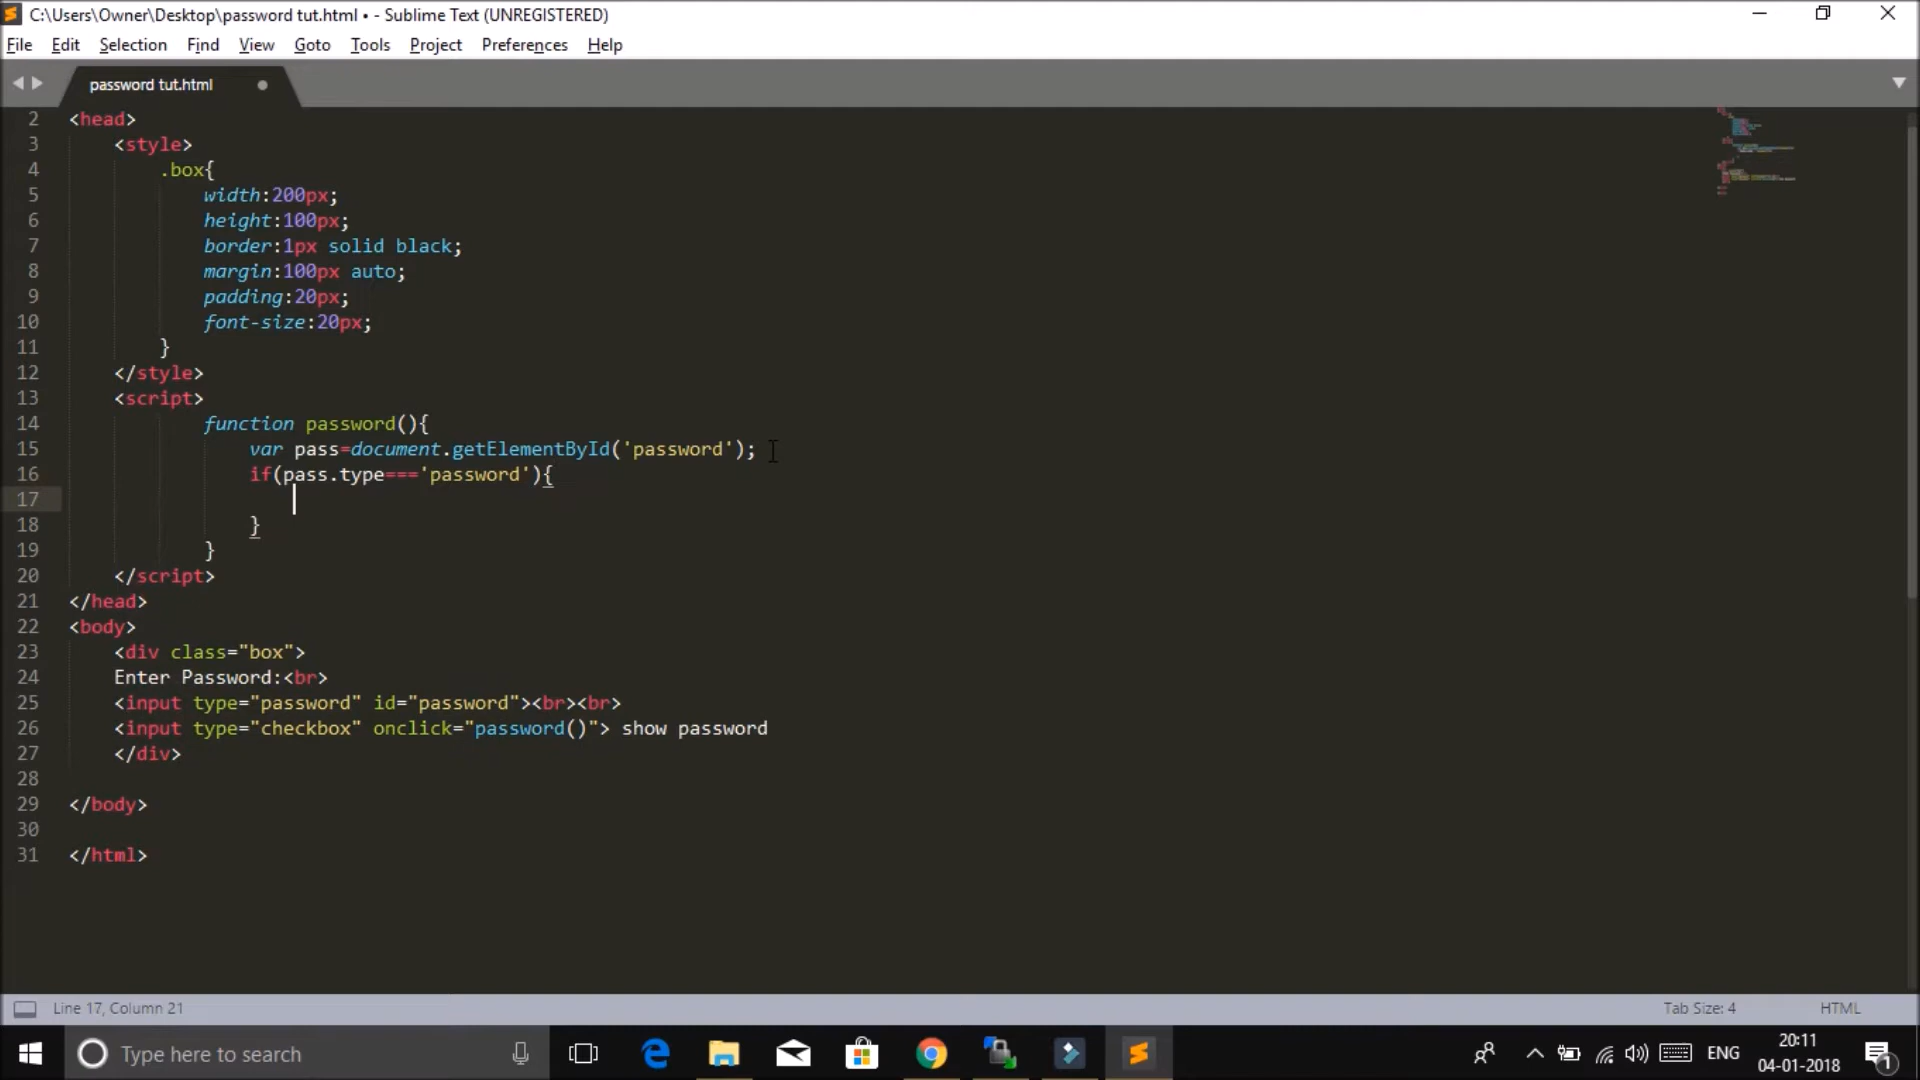 C:\Users\Owner\Desktop\password tut.html • - Sublime Text (UNREGISTERED)
File Edit Selection Find View Goto Tools Project Preferences Help
password tut.html
2 <head>
3 <style>
4 .box{
5 width:200px;
6 height:100px;
7 border:1px solid black;
8 margin:100px auto;
9 padding:20px;
10 font-size:20px;
11 }
12 </style>
13 <script>
14 function password(){
15 var pass=document.getElementById('password');
16 if(pass.type==='password'){
17
18 }
19 }
20 </script>
21 </head>
22 <body>
23 <div class="box">
24 Enter Password:<br>
25 <input type="password" id="password"><br><br>
26 <input type="checkbox" onclick="password()"> show password
27 </div>
28
29 </body>
30
31 </html>
Line 17, Column 21 Tab Size: 4 HTML
Type here to search ENG 20:11
04-01-2018 1